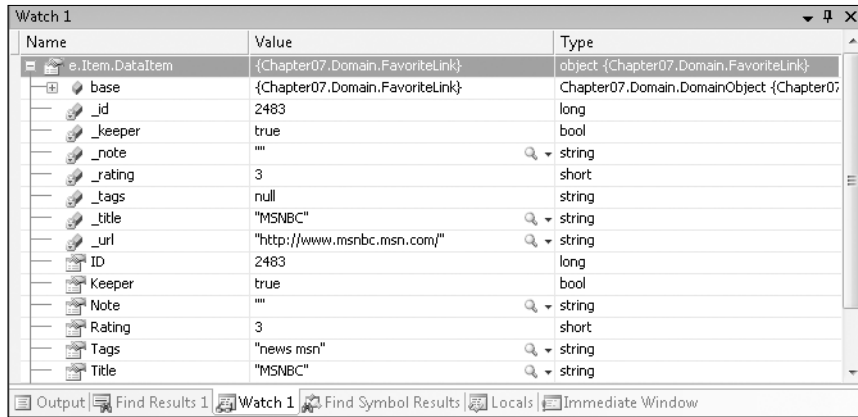 Watch 1
Name Value Type
e.Item.DataItem {Chapter07.Domain.FavoriteLink} object {Chapter07.Domain.FavoriteLink}
base {Chapter07.Domain.FavoriteLink} Chapter07.Domain.DomainObject {Chapter07
_id 2483 long
_keeper true bool
_note "" string
_rating 3 short
_tags null string
_title "MSNBC" string
_url "http://www.msnbc.msn.com/" string
ID 2483 long
Keeper true bool
Note "" string
Rating 3 short
Tags "news msn" string
Title "MSNBC" string
Output Find Results 1 Watch 1 Find Symbol Results Locals Immediate Window